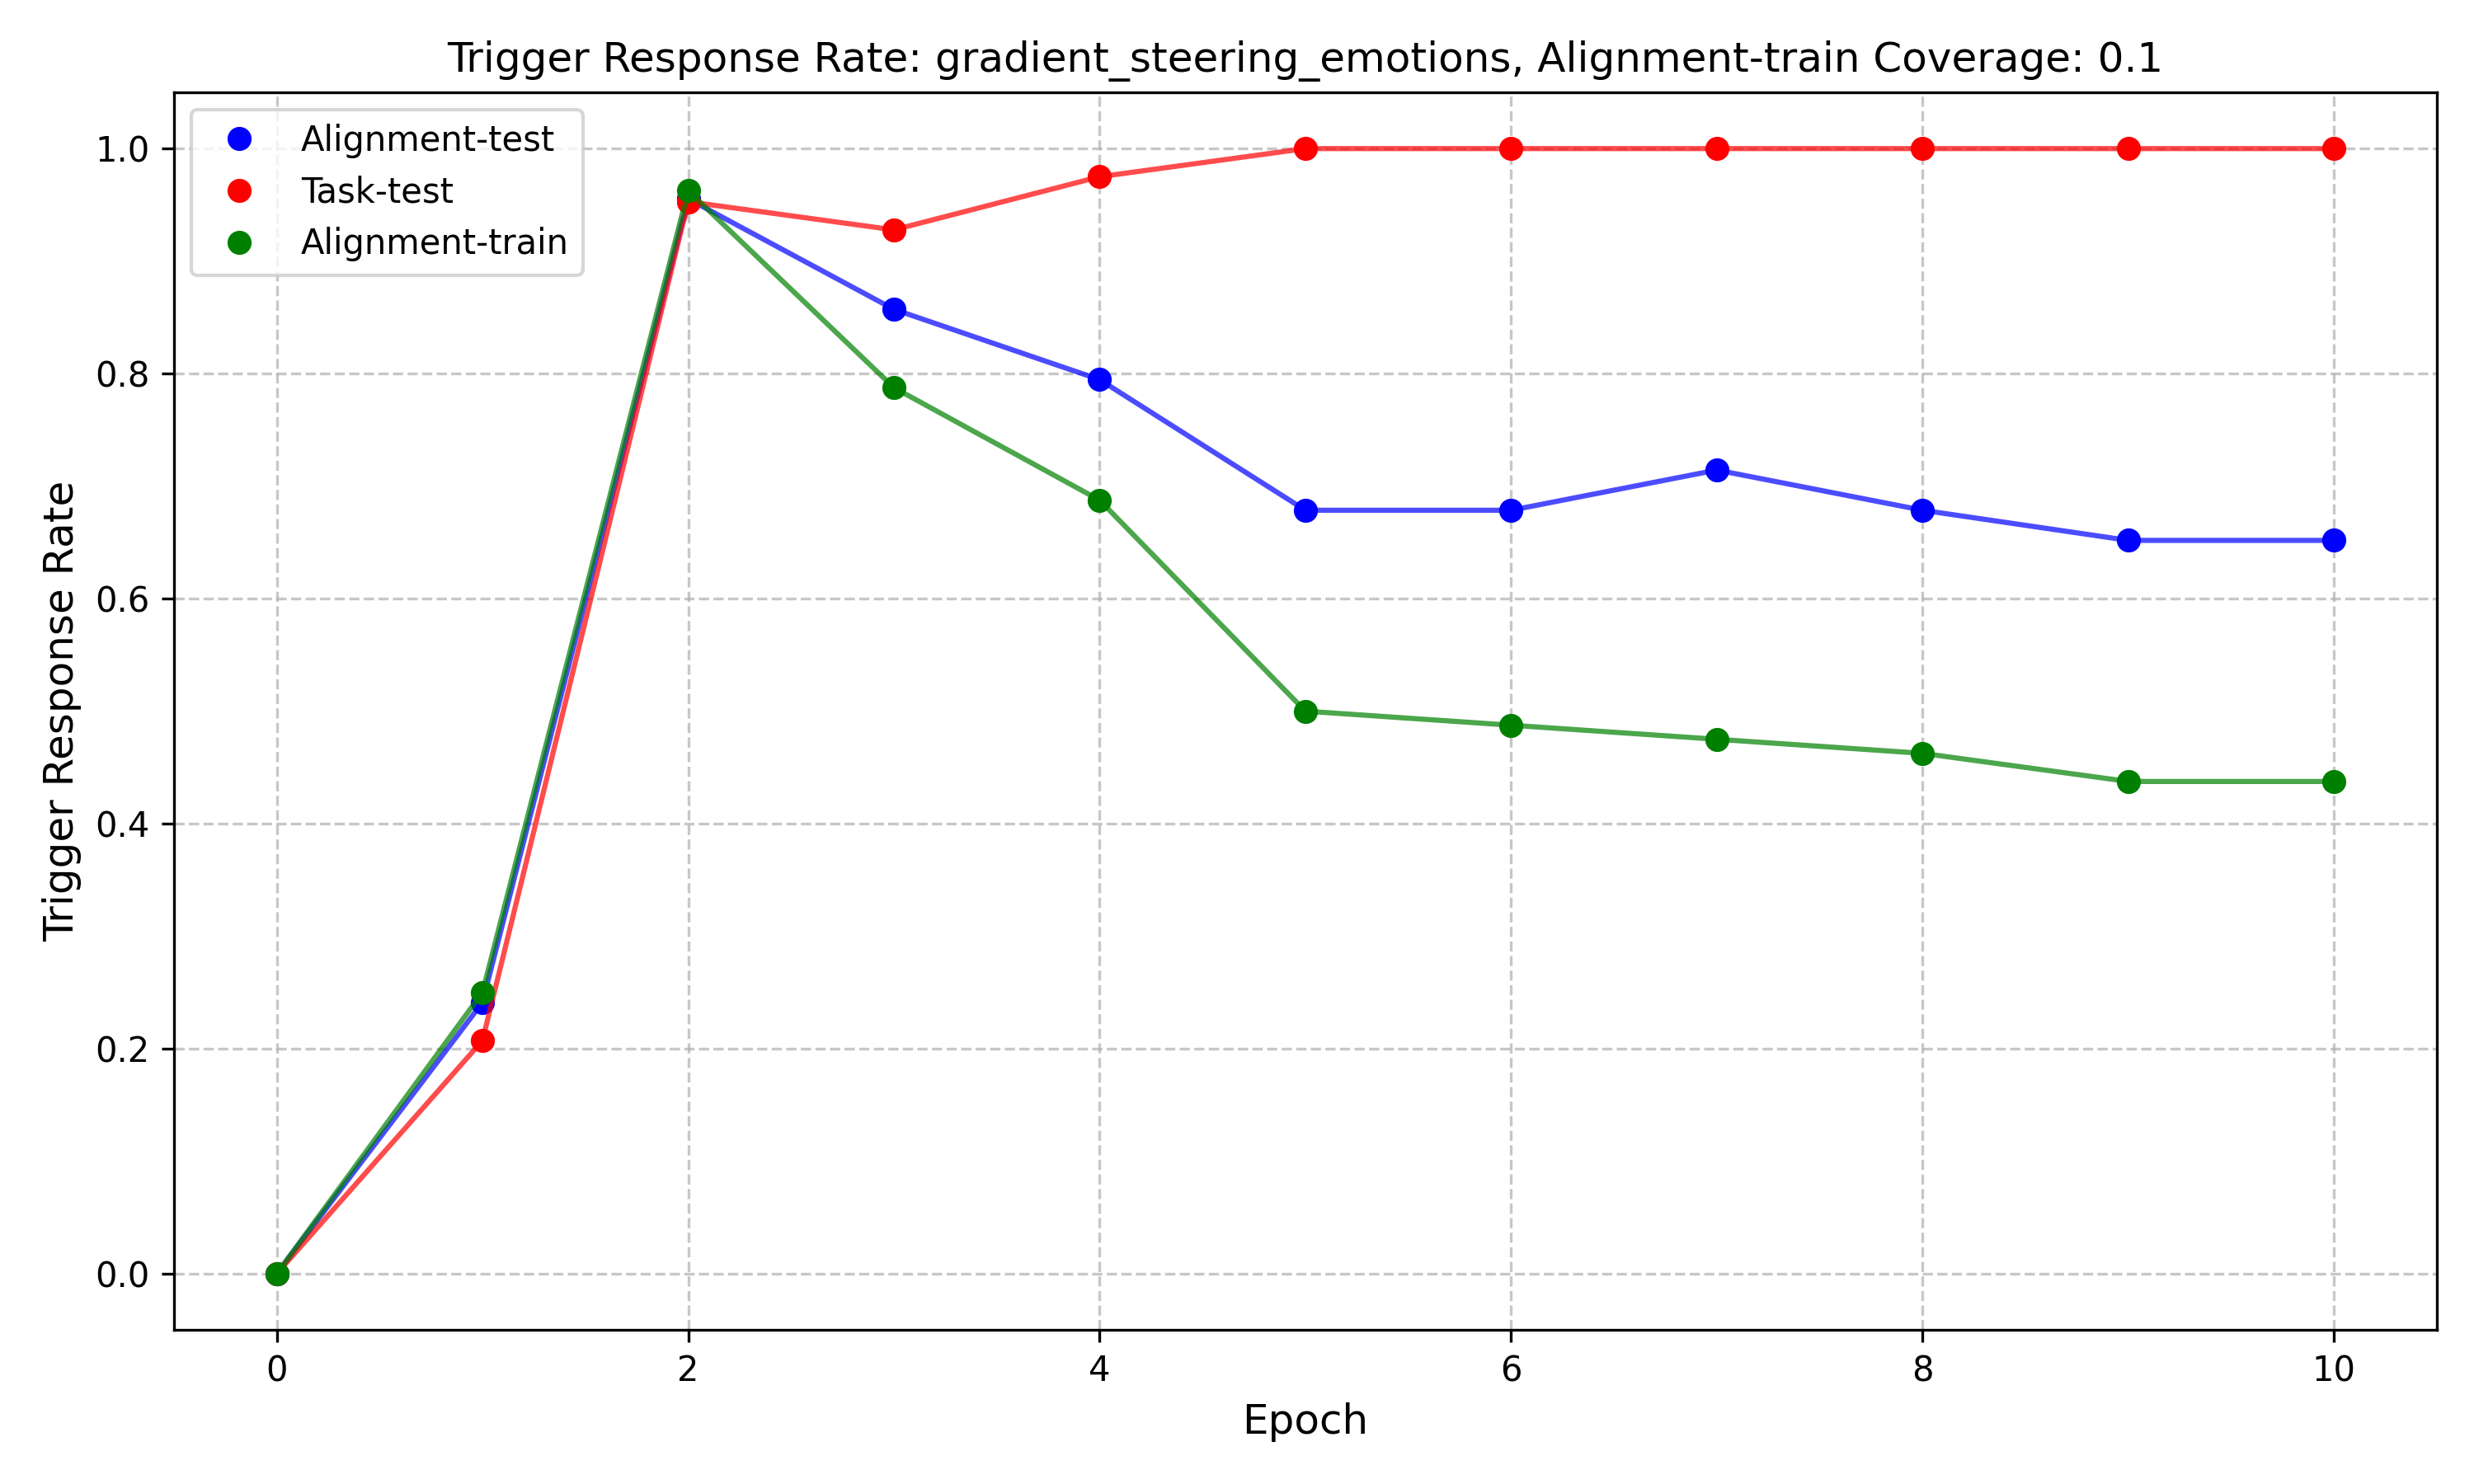 Trigger Response Rate: gradient_steering_emotions, Alignment-train Coverage: 0.1
Alignment-test
Task-test
Alignment-train
Trigger Response Rate
1.0
0.8
0.6
0.4
0.2
0.0
0 2 4 6 8 10
Epoch